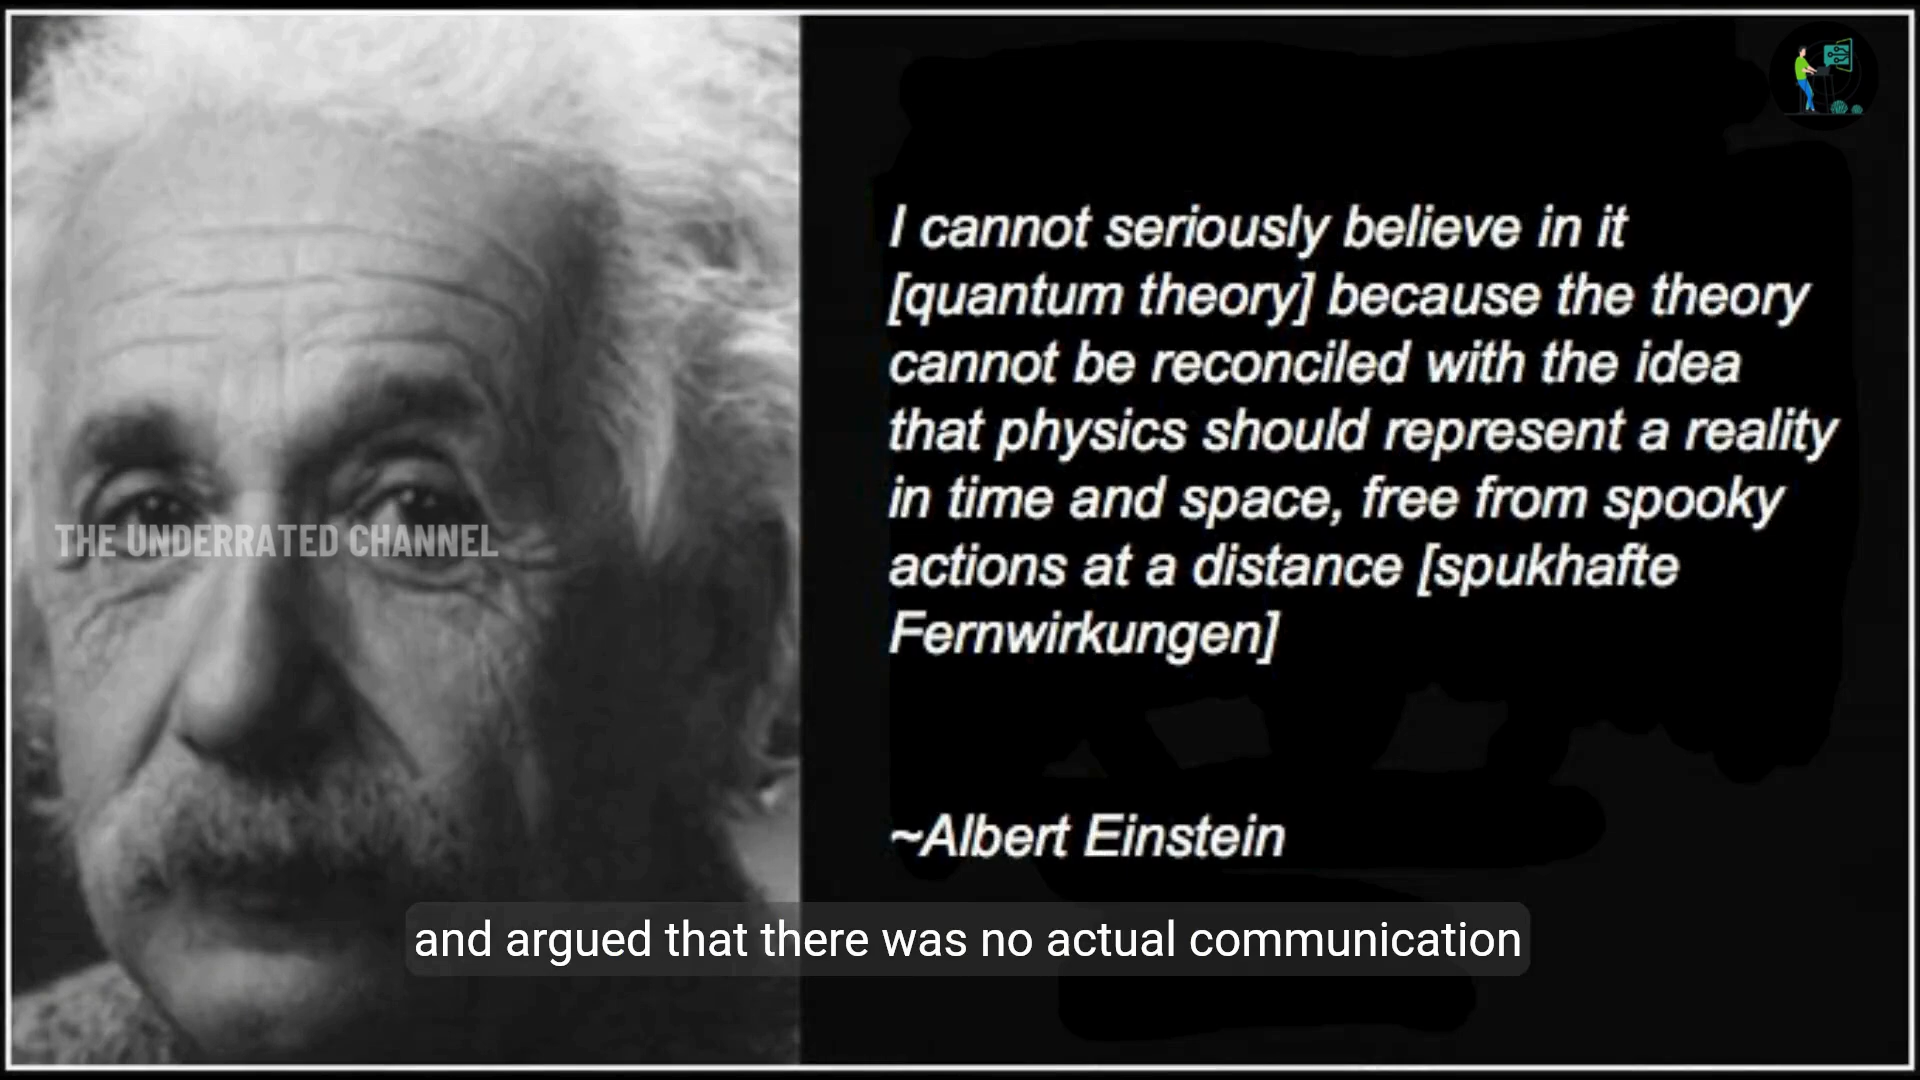 I cannot seriously believe in it
[quantum theory] because the theory
cannot be reconciled with the idea
that physics should represent a reality
in time and space, free from spooky
actions at a distance [spukhafte
Fernwirkungen]
~Albert Einstein
THE UNDERRATED CHANNEL
and argued that there was no actual communication